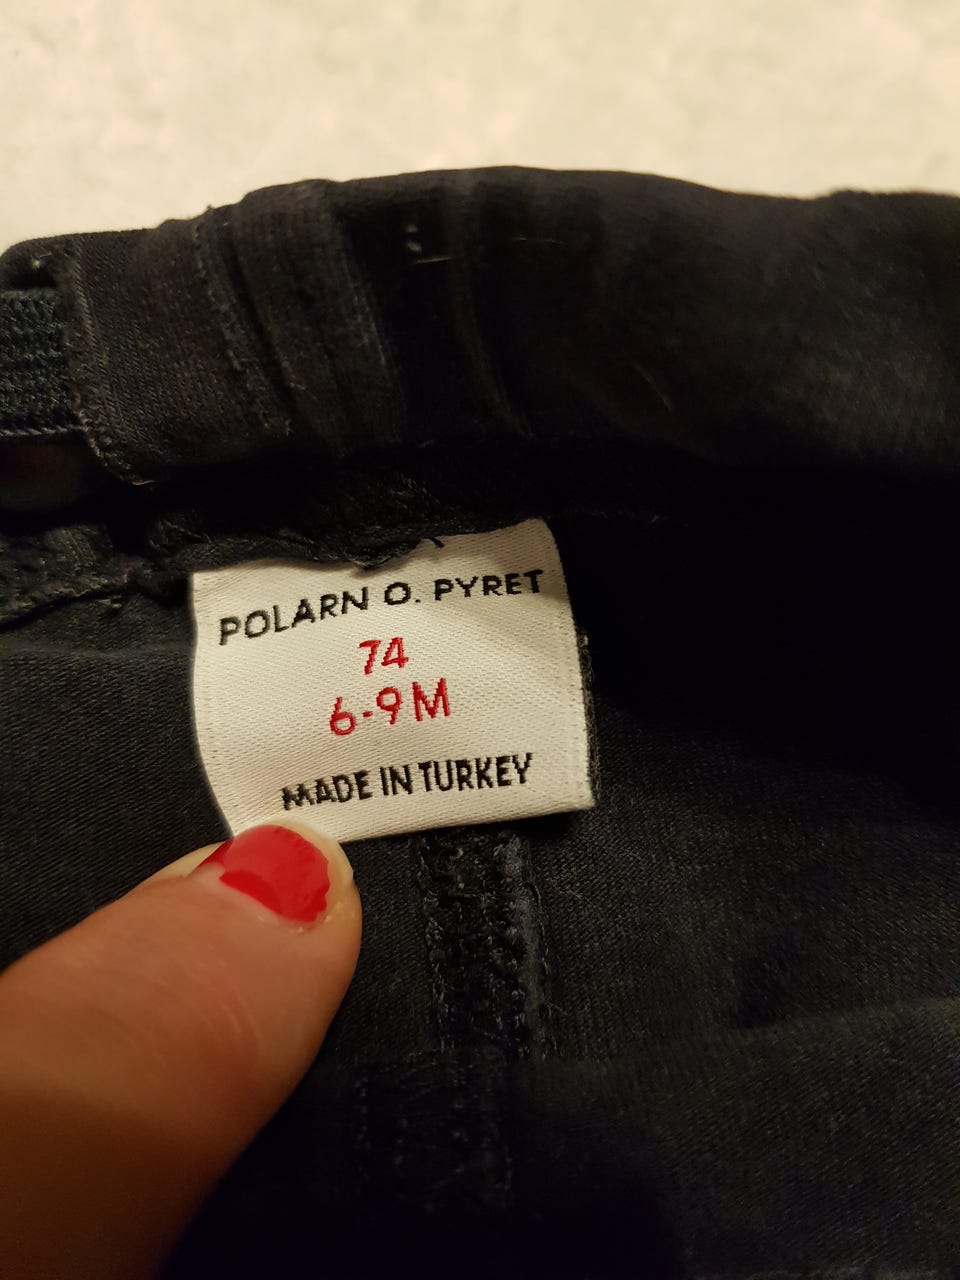 POLARN O. PYRET
74
6-9M
MADE IN TURKEY